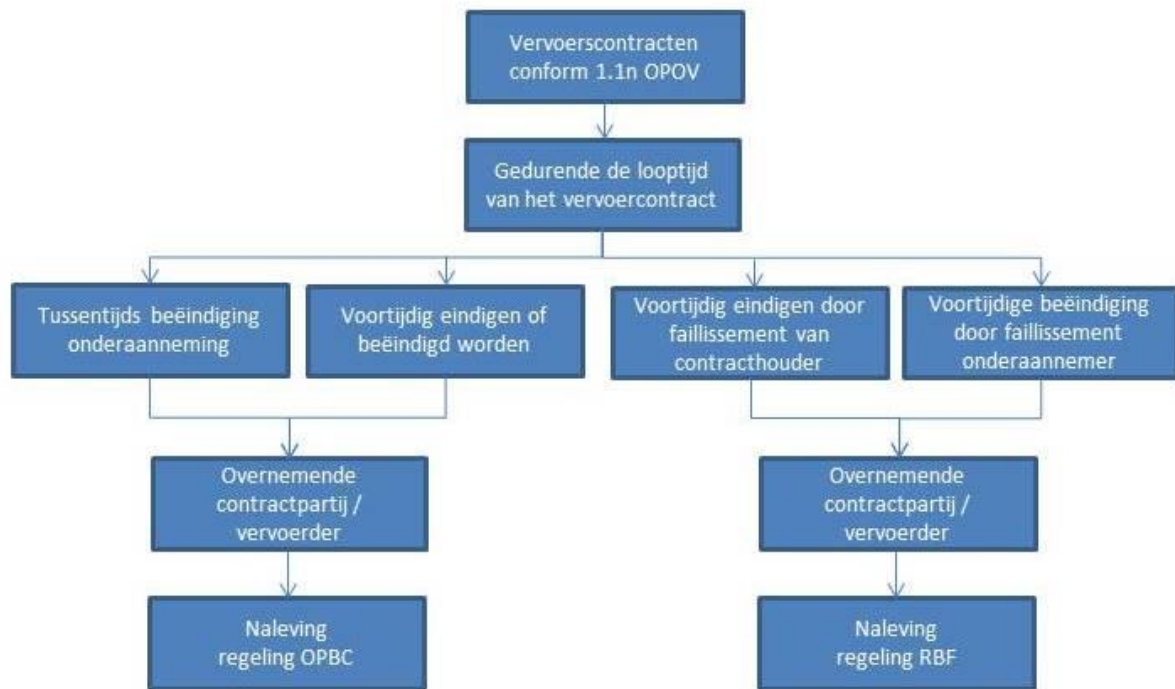 Vervoerscontracten
conform 1.1n OPOV
Gedurende de looptijd
van het vervoercontract
Tussentijds beëindiging
onderaanneming
Voortijdig eindigen of
beëindigd worden
Voortijdig eindigen door
faillissement van
contracthouder
Voortijdige beëindiging
door faillissement
onderaannemer
Overnemende
contractpartij /
vervoerder
Overnemende
contractpartij /
vervoerder
Naleving
regeling OPBC
Naleving
regeling RBF